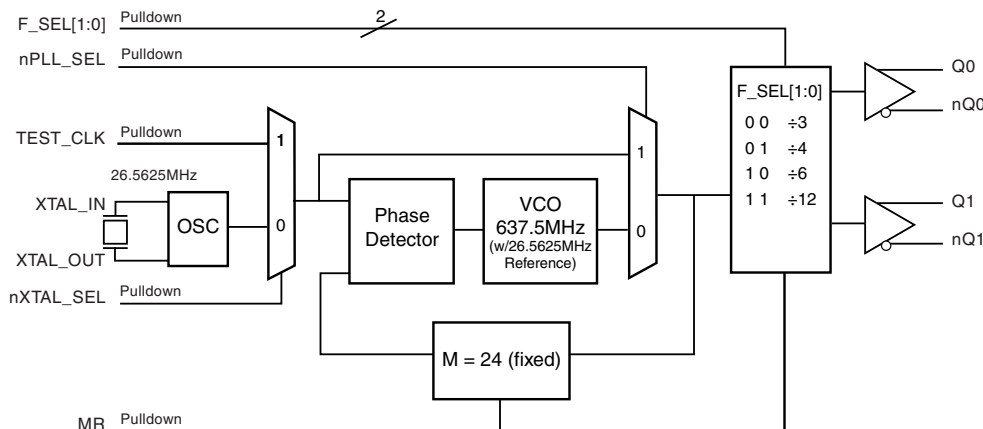 F_SEL[1:0] Pulldown 2
nPLL_SEL Pulldown
TEST_CLK Pulldown
26.5625MHz
XTAL_IN
XTAL_OUT
OSC
nXTAL_SEL Pulldown
1
0
Phase
Detector
VCO
637.5MHz
(w/26.5625MHz
Reference)
1
0
M = 24 (fixed)
F_SEL[1:0]
0 0 ÷3
0 1 ÷4
1 0 ÷6
1 1 ÷12
Q0
nQ0
Q1
nQ1
MR Pulldown